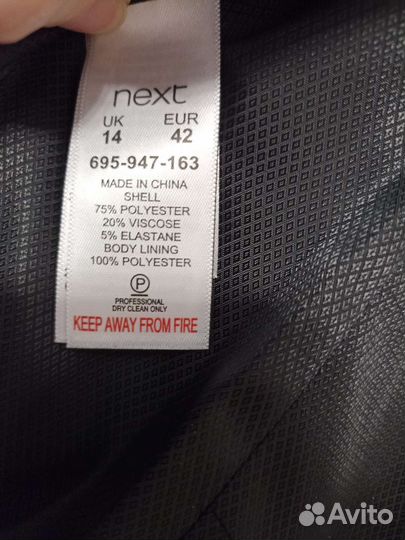 next
UK EUR
14 42
695-947-163
MADE IN CHINA
SHELL
75% POLYESTER
20% VISCOSE
5% ELASTANE
BODY LINING
100% POLYESTER
P
PROFESSIONAL
DRY CLEAN ONLY
KEEP AWAY FROM FIRE
Avito